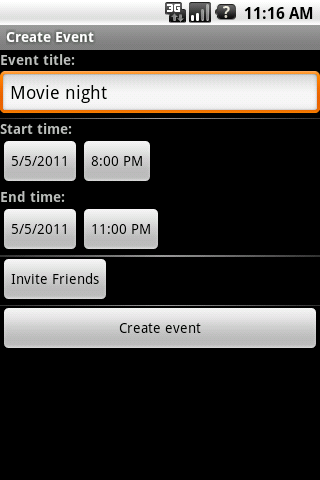 3G ? 11:16 AM
Create Event
Event title:
Movie night
Start time:
5/5/2011 8:00 PM
End time:
5/5/2011 11:00 PM
Invite Friends
Create event